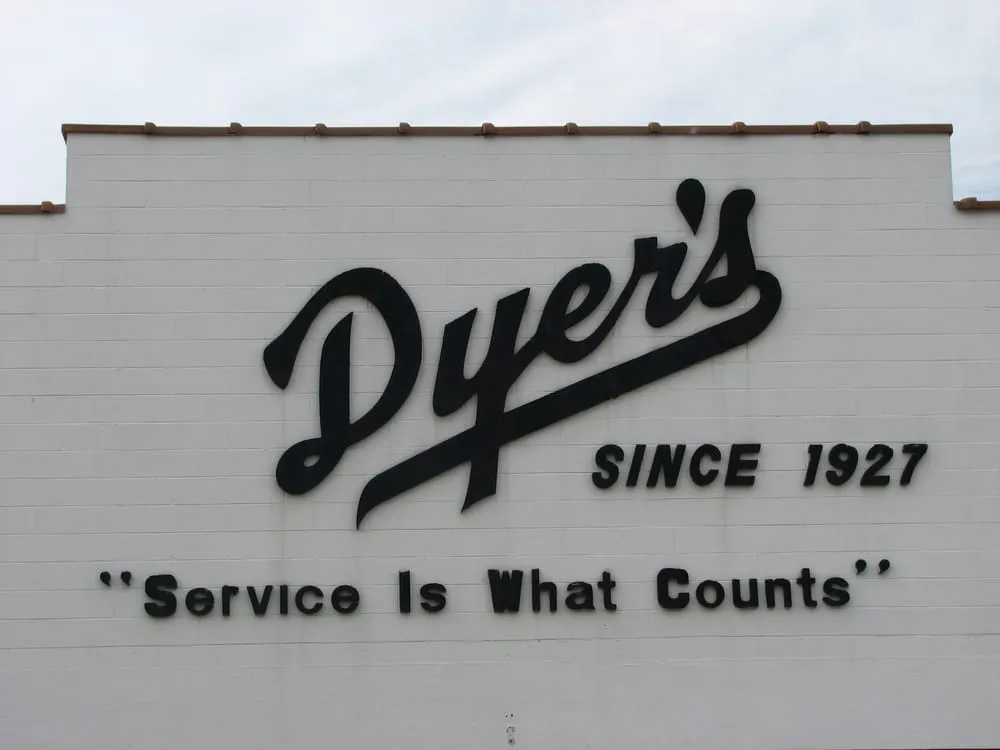 Dyer's
SINCE 1927
"Service Is What Counts"